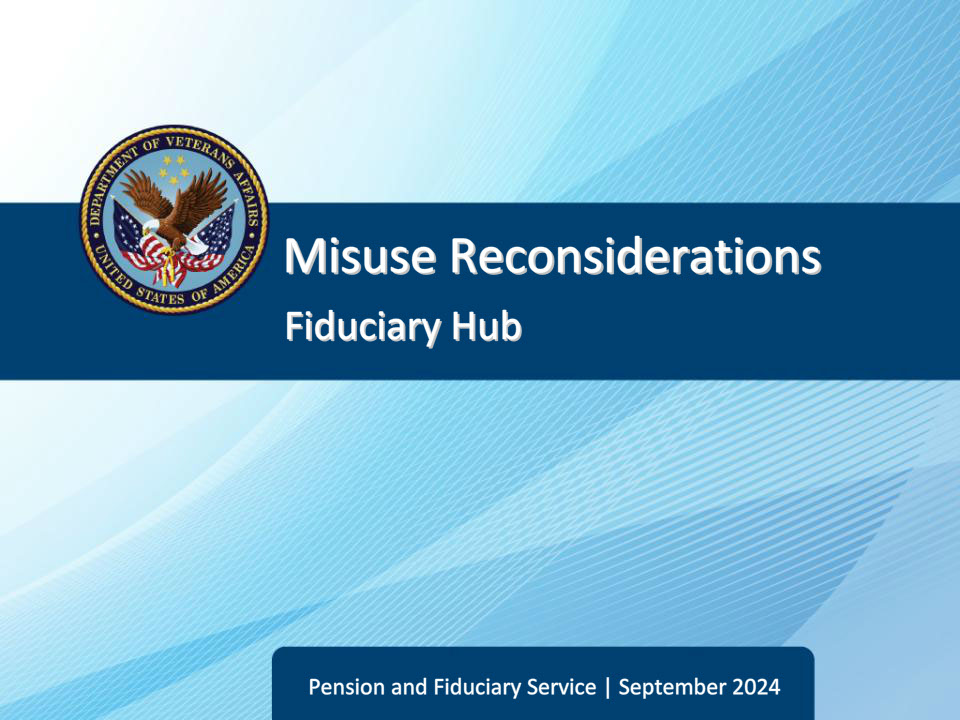 DEPARTMENT OF VETERANS AFFAIRS
UNITED STATES OF AMERICA
Misuse Reconsiderations
Fiduciary Hub
Pension and Fiduciary Service | September 2024